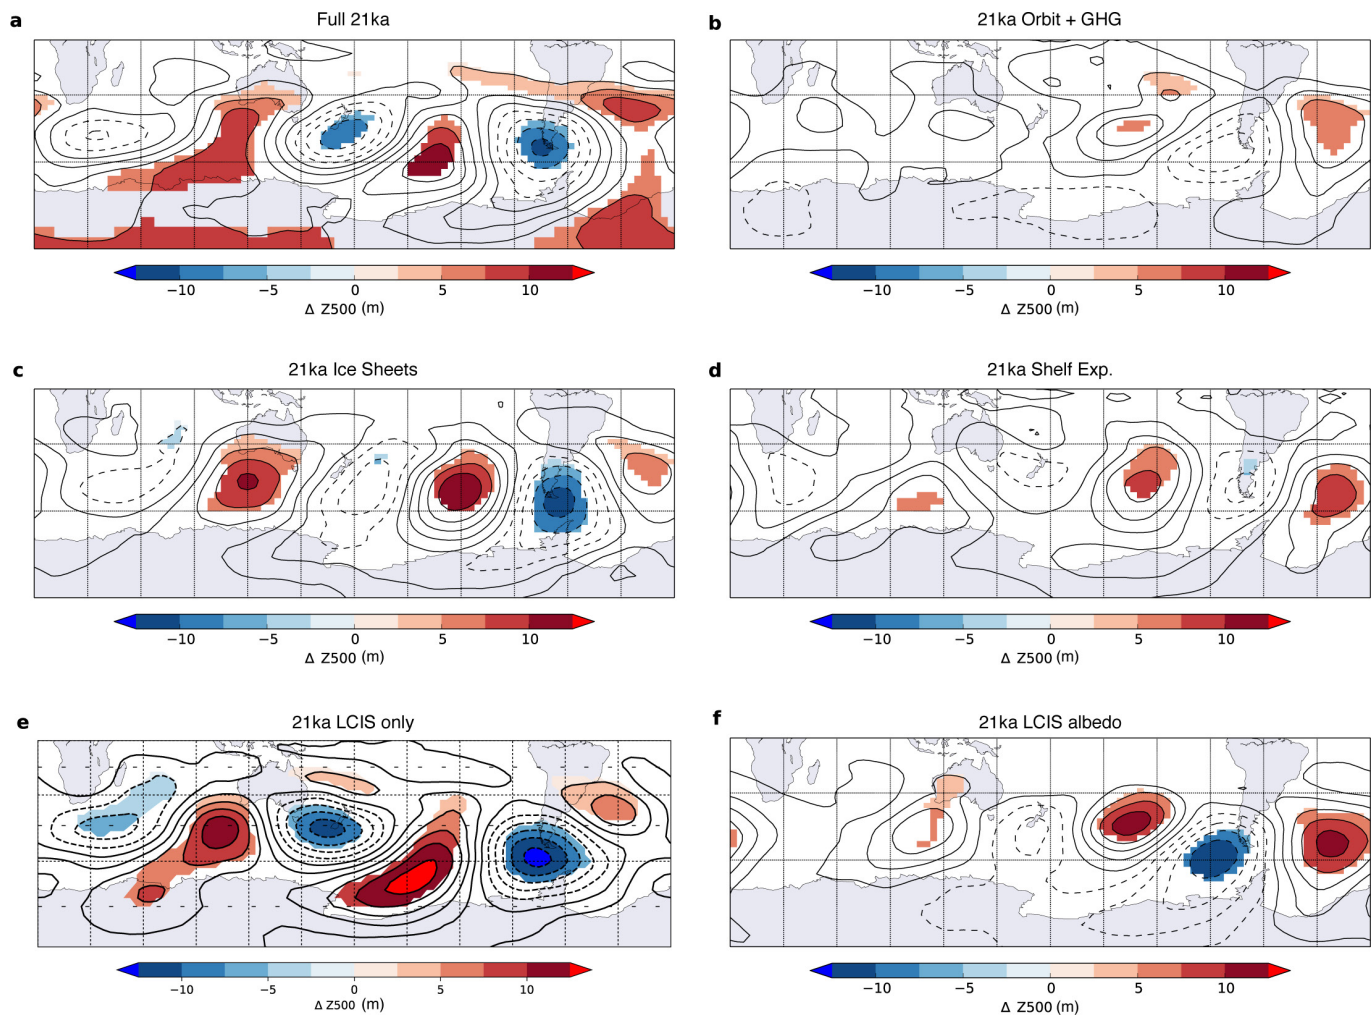 a Full 21ka
b 21ka Orbit + GHG
−10 −5 0 5 10
Δ Z500 (m)
−10 −5 0 5 10
Δ Z500 (m)
c 21ka Ice Sheets
d 21ka Shelf Exp.
−10 −5 0 5 10
Δ Z500 (m)
−10 −5 0 5 10
Δ Z500 (m)
e 21ka LCIS only
f 21ka LCIS albedo
−10 −5 0 5 10
Δ Z500 (m)
−10 −5 0 5 10
Δ Z500 (m)